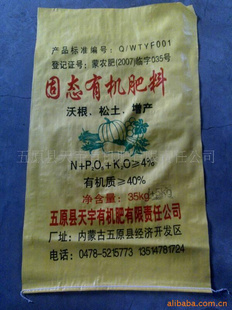 产品标准编号：Q/WTYF001
登记证号：蒙农肥(2007)临字035号
固态有机肥料
沃根、松土、增产
N+P₂O₅+K₂O≥4%
有机质≥40%
净含量：35kg
五原县天宇有机肥有限责任公司
厂址：内蒙古五原县经济开发区
电话：0478-5215773 13514781724
alibaba.com.cn